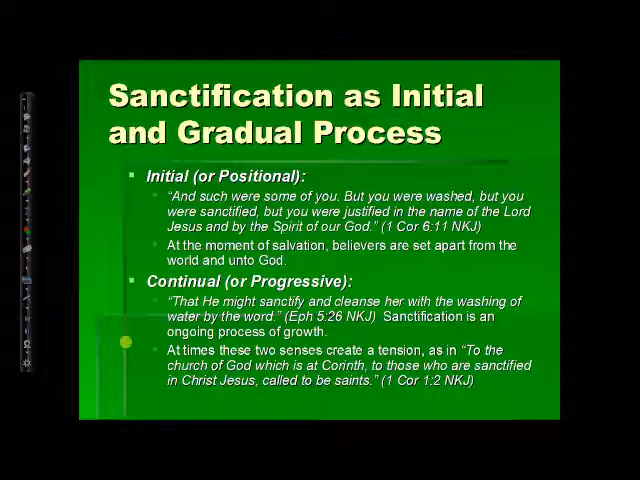 Sanctification as Initial
and Gradual Process
Initial (or Positional):
“And such were some of you. But you were washed, but you
were sanctified, but you were justified in the name of the Lord
Jesus and by the Spirit of our God.” (1 Cor 6:11 NKJ)
At the moment of salvation, believers are set apart from the
world and unto God.
Continual (or Progressive):
“That He might sanctify and cleanse her with the washing of
water by the word.” (Eph 5:26 NKJ) Sanctification is an
ongoing process of growth.
At times these two senses create a tension, as in “To the
church of God which is at Corinth, to those who are sanctified
in Christ Jesus, called to be saints.” (1 Cor 1:2 NKJ)